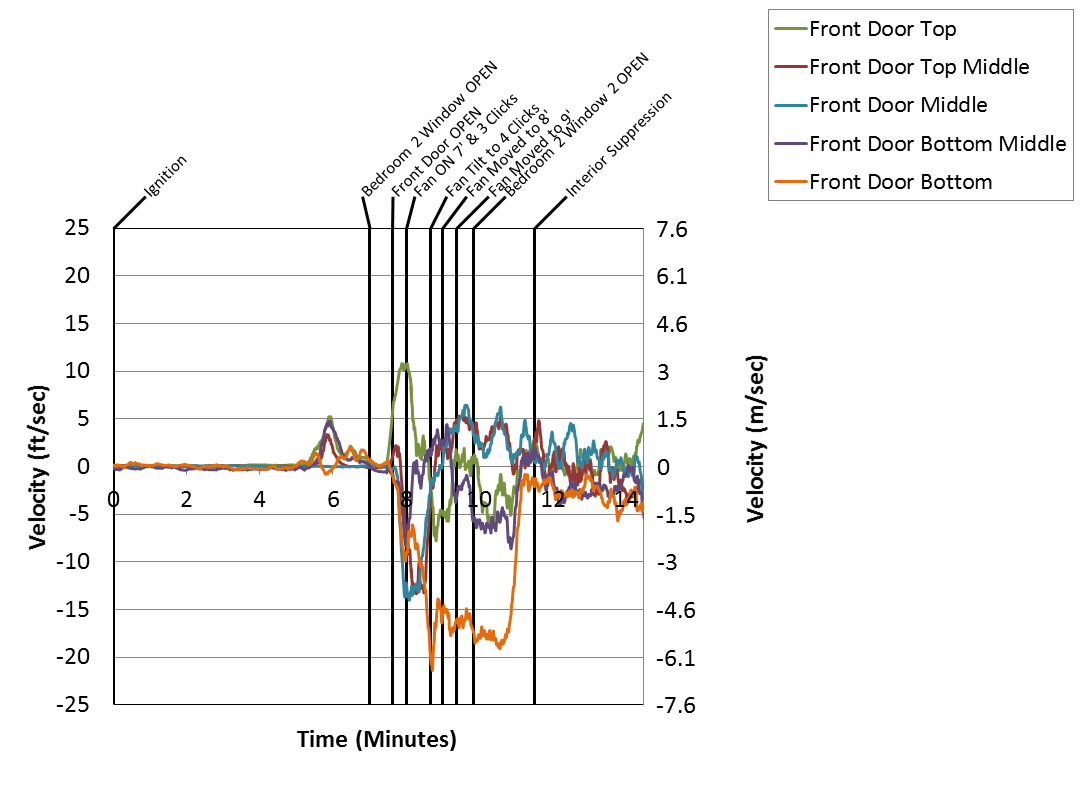 Front Door Top
Front Door Top Middle
Front Door Middle
Front Door Bottom Middle
Front Door Bottom
Ignition
Bedroom 2 Window OPEN
Front Door OPEN
Fan ON 7' & 3 Clicks
Fan Tilt to 4 Clicks
Fan Moved to 8'
Fan Moved to 9'
Bedroom 2 Window 2 OPEN
Interior Suppression
25
20
15
10
5
0
-5
-10
-15
-20
-25
Velocity (ft/sec)
0 2 4 6 8 10 12 14
Time (Minutes)
7.6
6.1
4.6
3
1.5
0
-1.5
-3
-4.6
-6.1
-7.6
Velocity (m/sec)